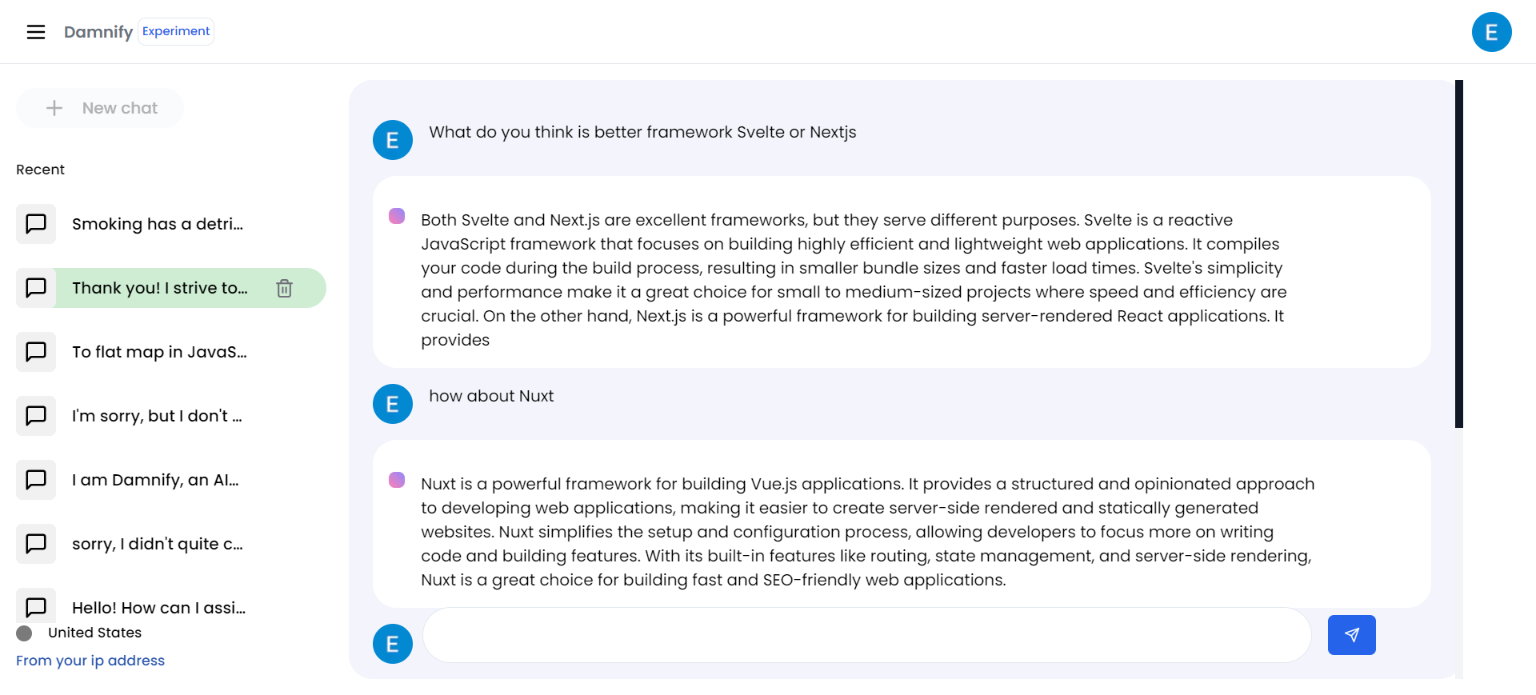 Damnify Experiment
E
New chat
Recent
Smoking has a detri...
Thank you! I strive to...
To flat map in JavaS...
I'm sorry, but I don't ...
I am Damnify, an AI...
sorry, I didn't quite c...
Hello! How can I assi...
United States
From your ip address
E
What do you think is better framework Svelte or Nextjs
Both Svelte and Next.js are excellent frameworks, but they serve different purposes. Svelte is a reactive
JavaScript framework that focuses on building highly efficient and lightweight web applications. It compiles
your code during the build process, resulting in smaller bundle sizes and faster load times. Svelte's simplicity
and performance make it a great choice for small to medium-sized projects where speed and efficiency are
crucial. On the other hand, Next.js is a powerful framework for building server-rendered React applications. It
provides
E
how about Nuxt
Nuxt is a powerful framework for building Vue.js applications. It provides a structured and opinionated approach
to developing web applications, making it easier to create server-side rendered and statically generated
websites. Nuxt simplifies the setup and configuration process, allowing developers to focus more on writing
code and building features. With its built-in features like routing, state management, and server-side rendering,
Nuxt is a great choice for building fast and SEO-friendly web applications.
E